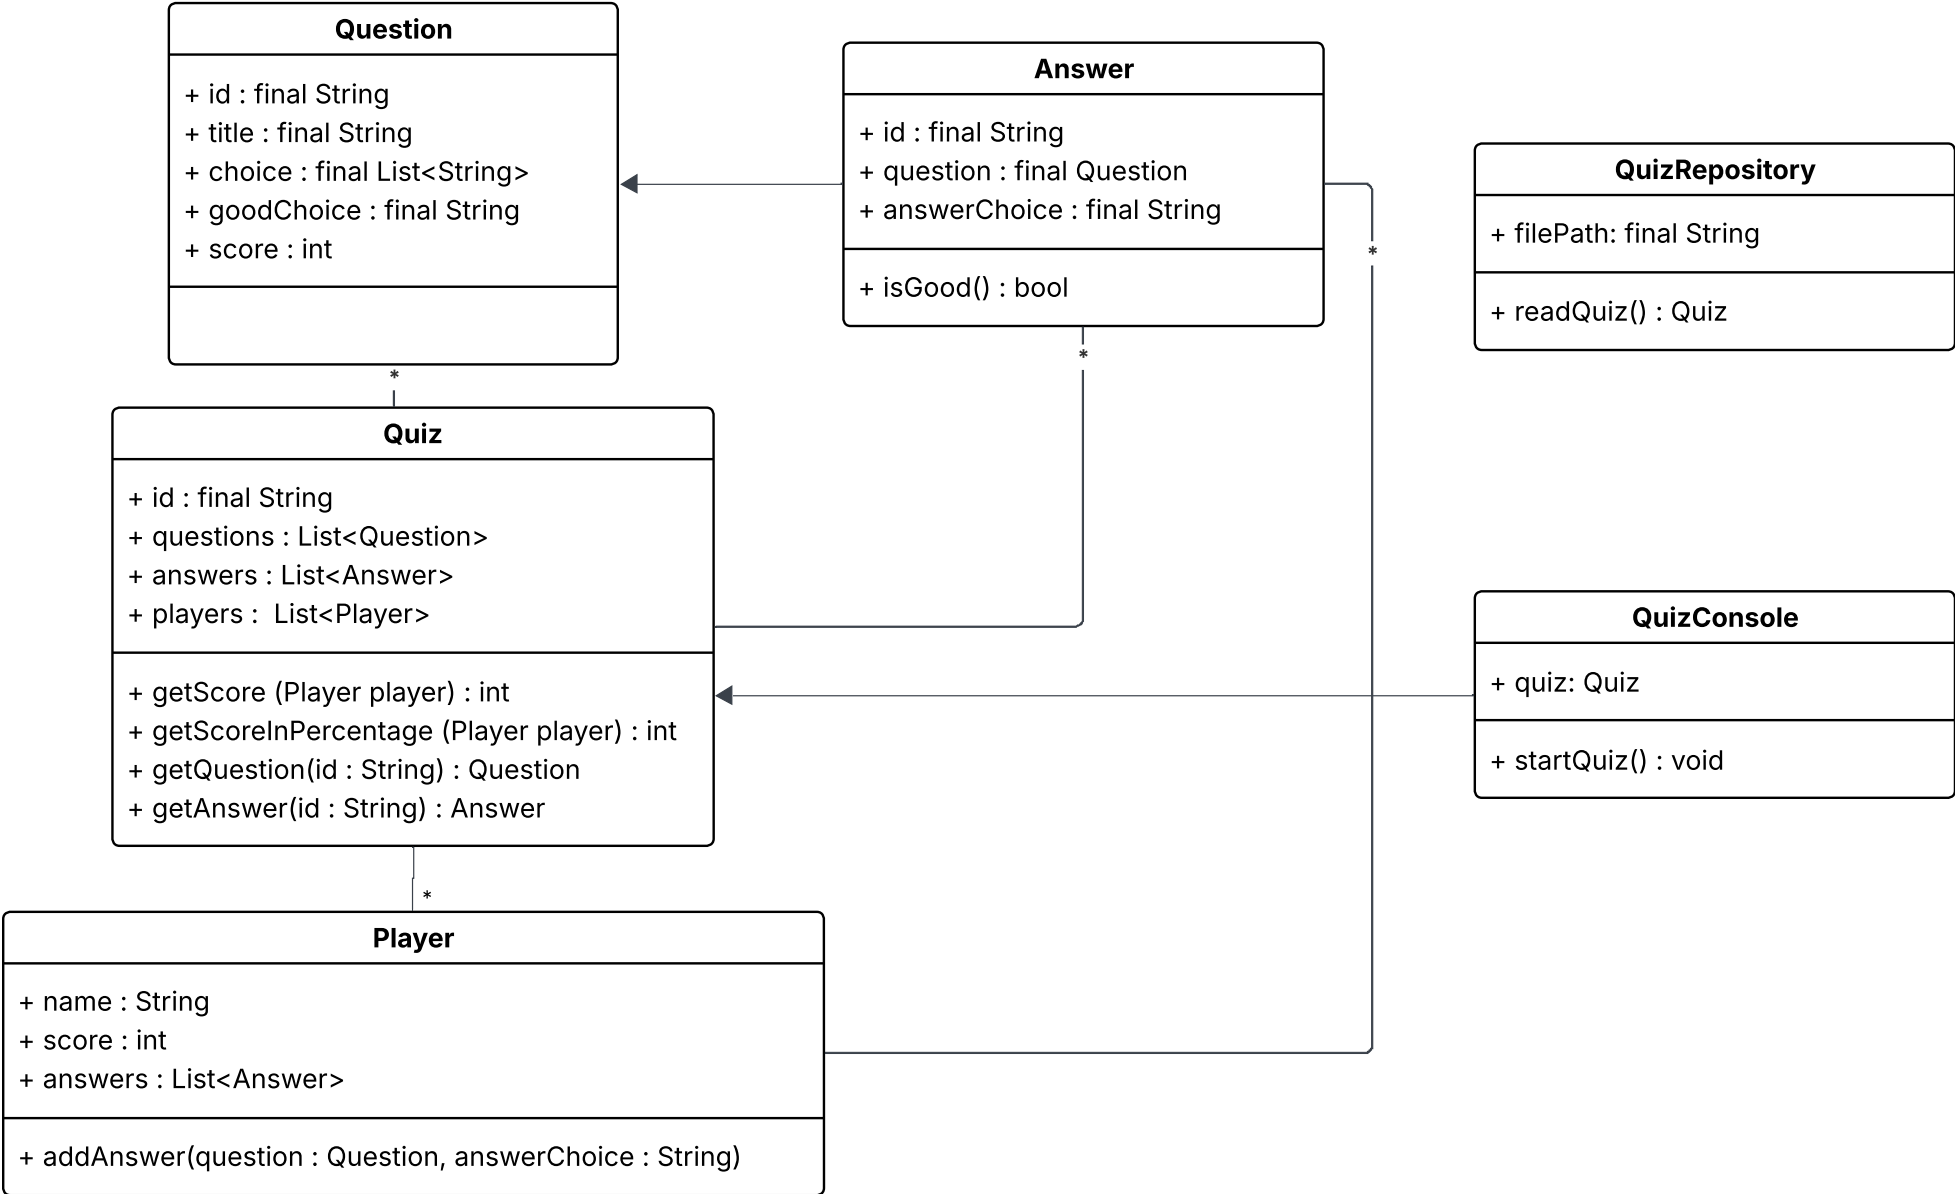 Question
+ id : final String
+ title : final String
+ choice : final List<String>
+ goodChoice : final String
+ score : int
*
Answer
+ id : final String
+ question : final Question
+ answerChoice : final String
+ isGood() : bool
*
*
QuizRepository
+ filePath: final String
+ readQuiz() : Quiz
Quiz
+ id : final String
+ questions : List<Question>
+ answers : List<Answer>
+ players :  List<Player>
+ getScore (Player player) : int
+ getScoreInPercentage (Player player) : int
+ getQuestion(id : String) : Question
+ getAnswer(id : String) : Answer
*
QuizConsole
+ quiz: Quiz
+ startQuiz() : void
Player
+ name : String
+ score : int
+ answers : List<Answer>
+ addAnswer(question : Question, answerChoice : String)